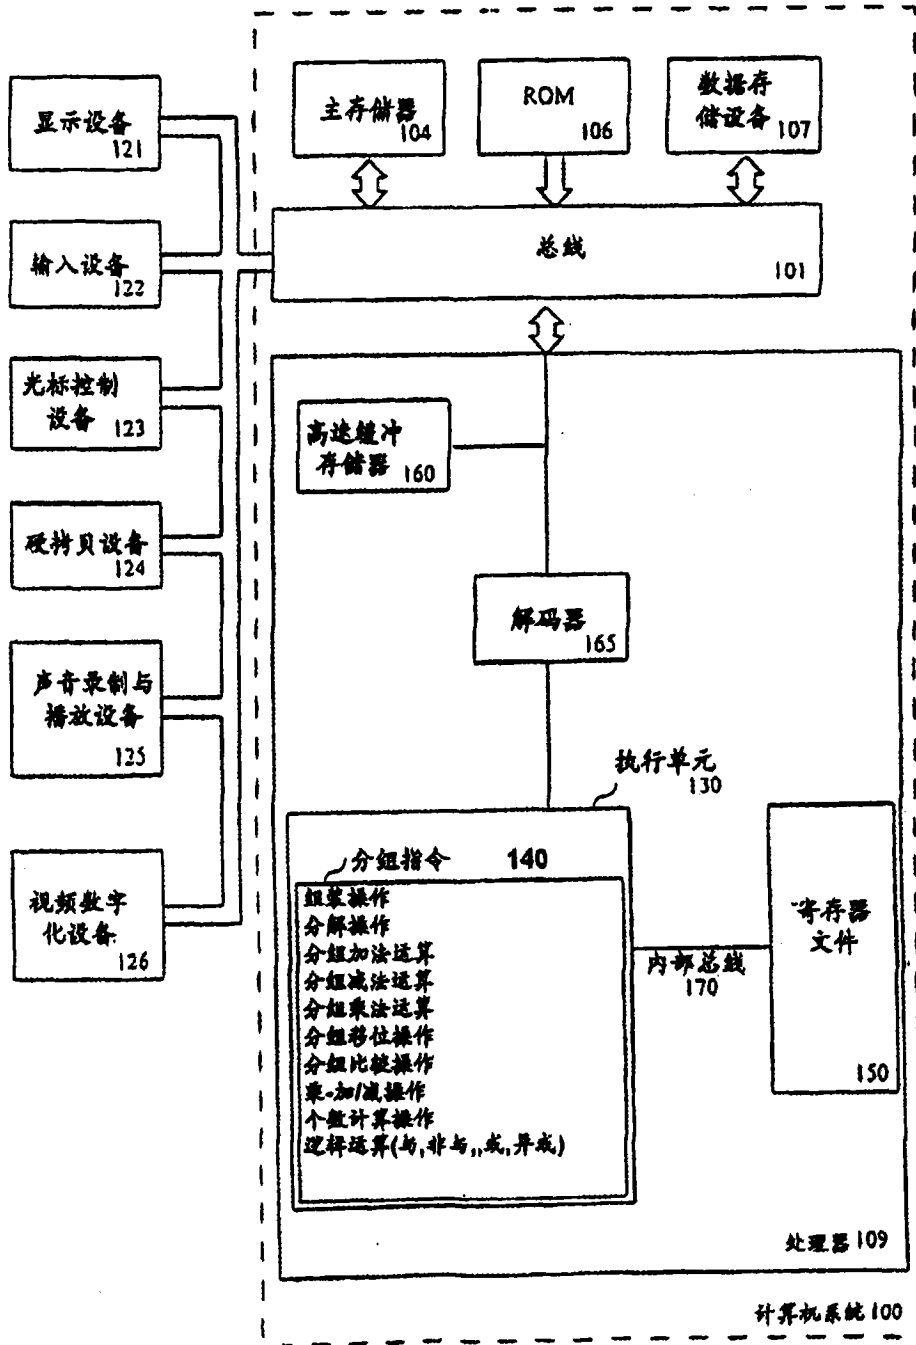 显示设备
121
输入设备
122
光标控制
设备
123
硬拷贝设备
124
声音录制与
播放设备
125
视频数字
化设备
126
主存储器
104
ROM
106
数据存
储设备
107
总线
101
高速缓冲
存储器
160
解码器
165
执行单元
130
分组指令 140
组装操作
分解操作
分组加法运算
分组减法运算
分组乘法运算
分组移位操作
分组比较操作
乘-加/减操作
个数计算操作
逻辑运算(与,非与,,或,异或)
内部总线
170
寄存器
文件
150
处理器109
计算机系统100